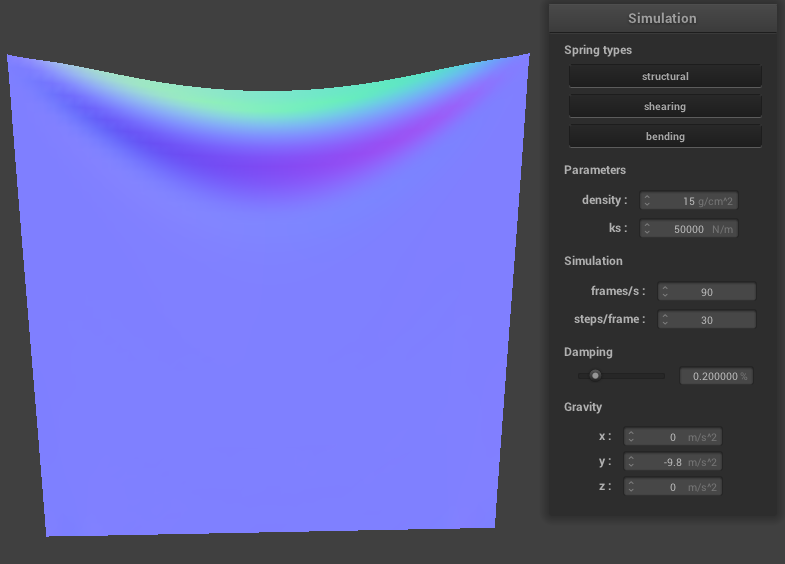 Simulation
Spring types
structural
shearing
bending
Parameters
density : 15 g/cm^2
ks : 50000 N/m
Simulation
frames/s : 90
steps/frame : 30
Damping
0.200000 %
Gravity
x : 0 m/s^2
y : -9.8 m/s^2
z : 0 m/s^2